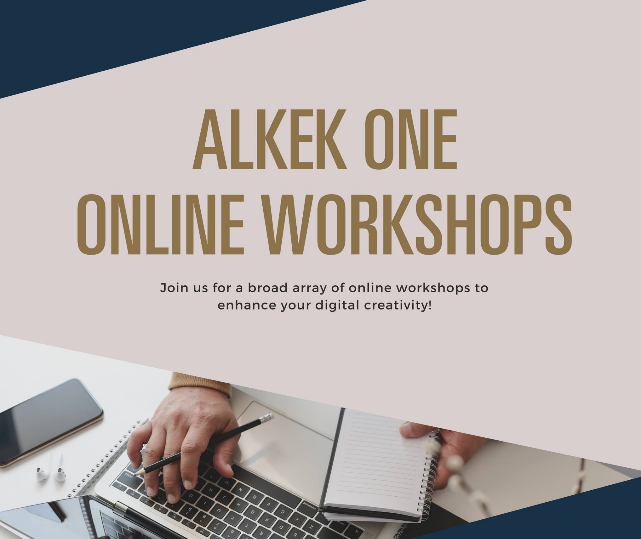 ALKEK ONE
ONLINE WORKSHOPS
Join us for a broad array of online workshops to
enhance your digital creativity!